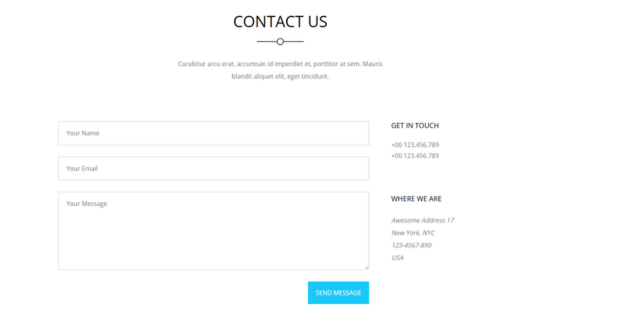 CONTACT US
Curabitur arcu erat, accumsan id imperdiet et, porttitor at sem. Mauris
blandit aliquet elit, eget tincidunt.
Your Name
Your Email
Your Message
SEND MESSAGE
GET IN TOUCH
+00 123.456.789
+00 123.456.789
WHERE WE ARE
Awesome Address 17
New York, NYC
123-4567-890
USA